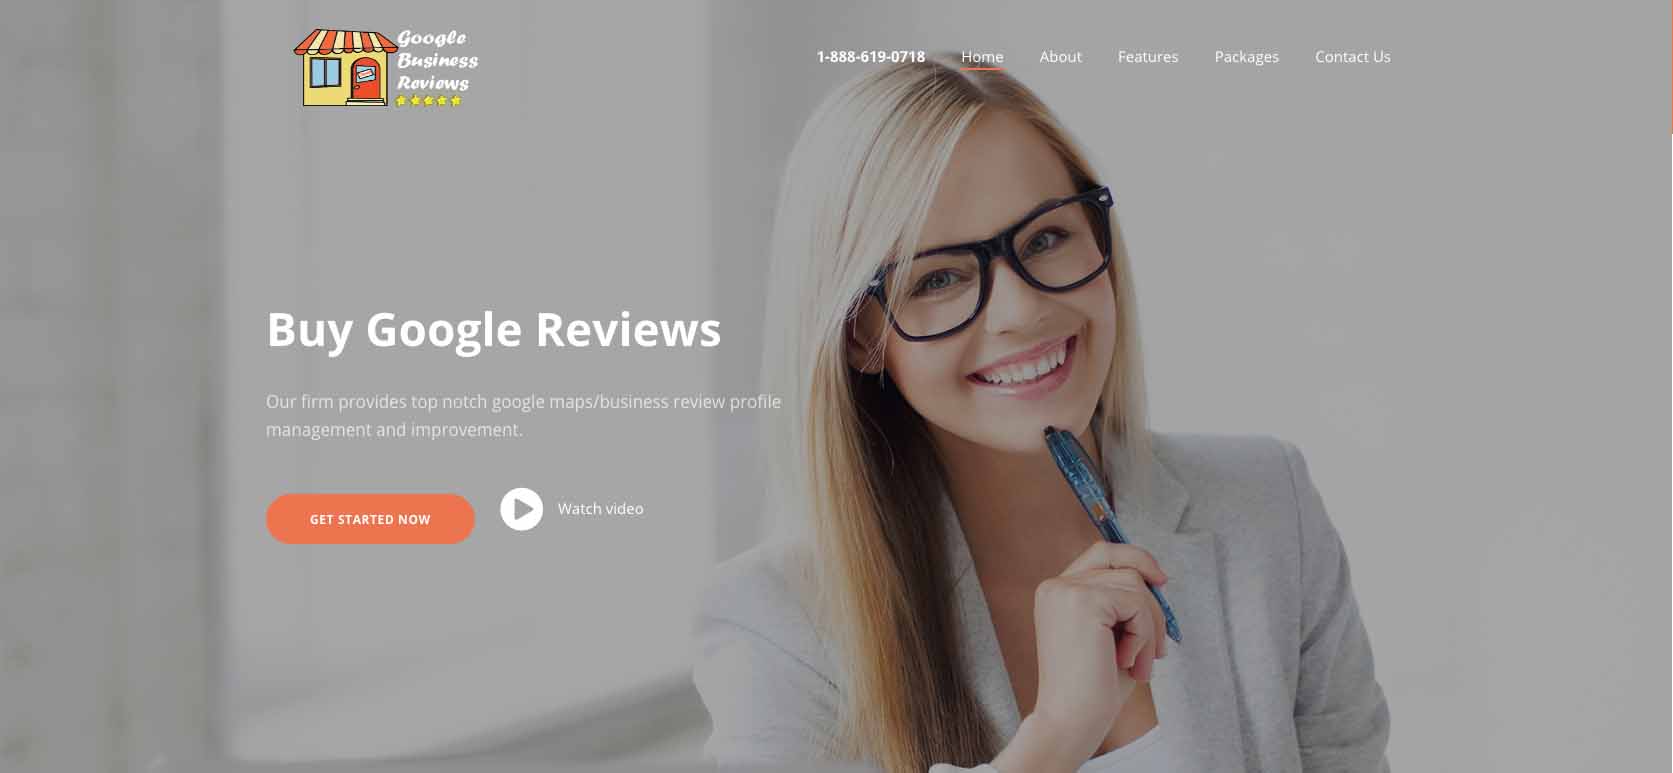 Google
Business
Reviews
1-888-619-0718 Home About Features Packages Contact Us
Buy Google Reviews
Our firm provides top notch google maps/business review profile
management and improvement.
GET STARTED NOW
Watch video